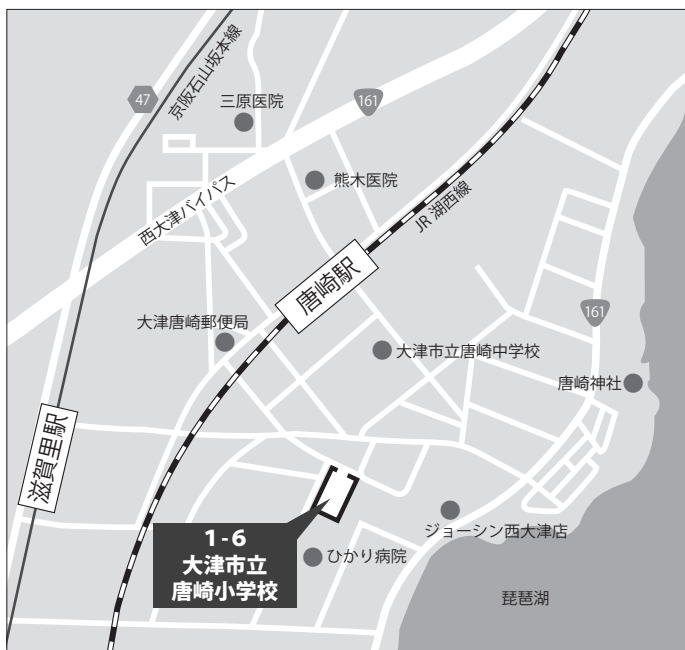 47
京阪石山坂本線
三原医院
161
熊木医院
西大津バイパス
JR 湖西線
唐崎駅
161
大津唐崎郵便局
大津市立唐崎中学校
唐崎神社
滋賀里駅
1-6
大津市立
唐崎小学校
ジョーシン西大津店
ひかり病院
琵琶湖